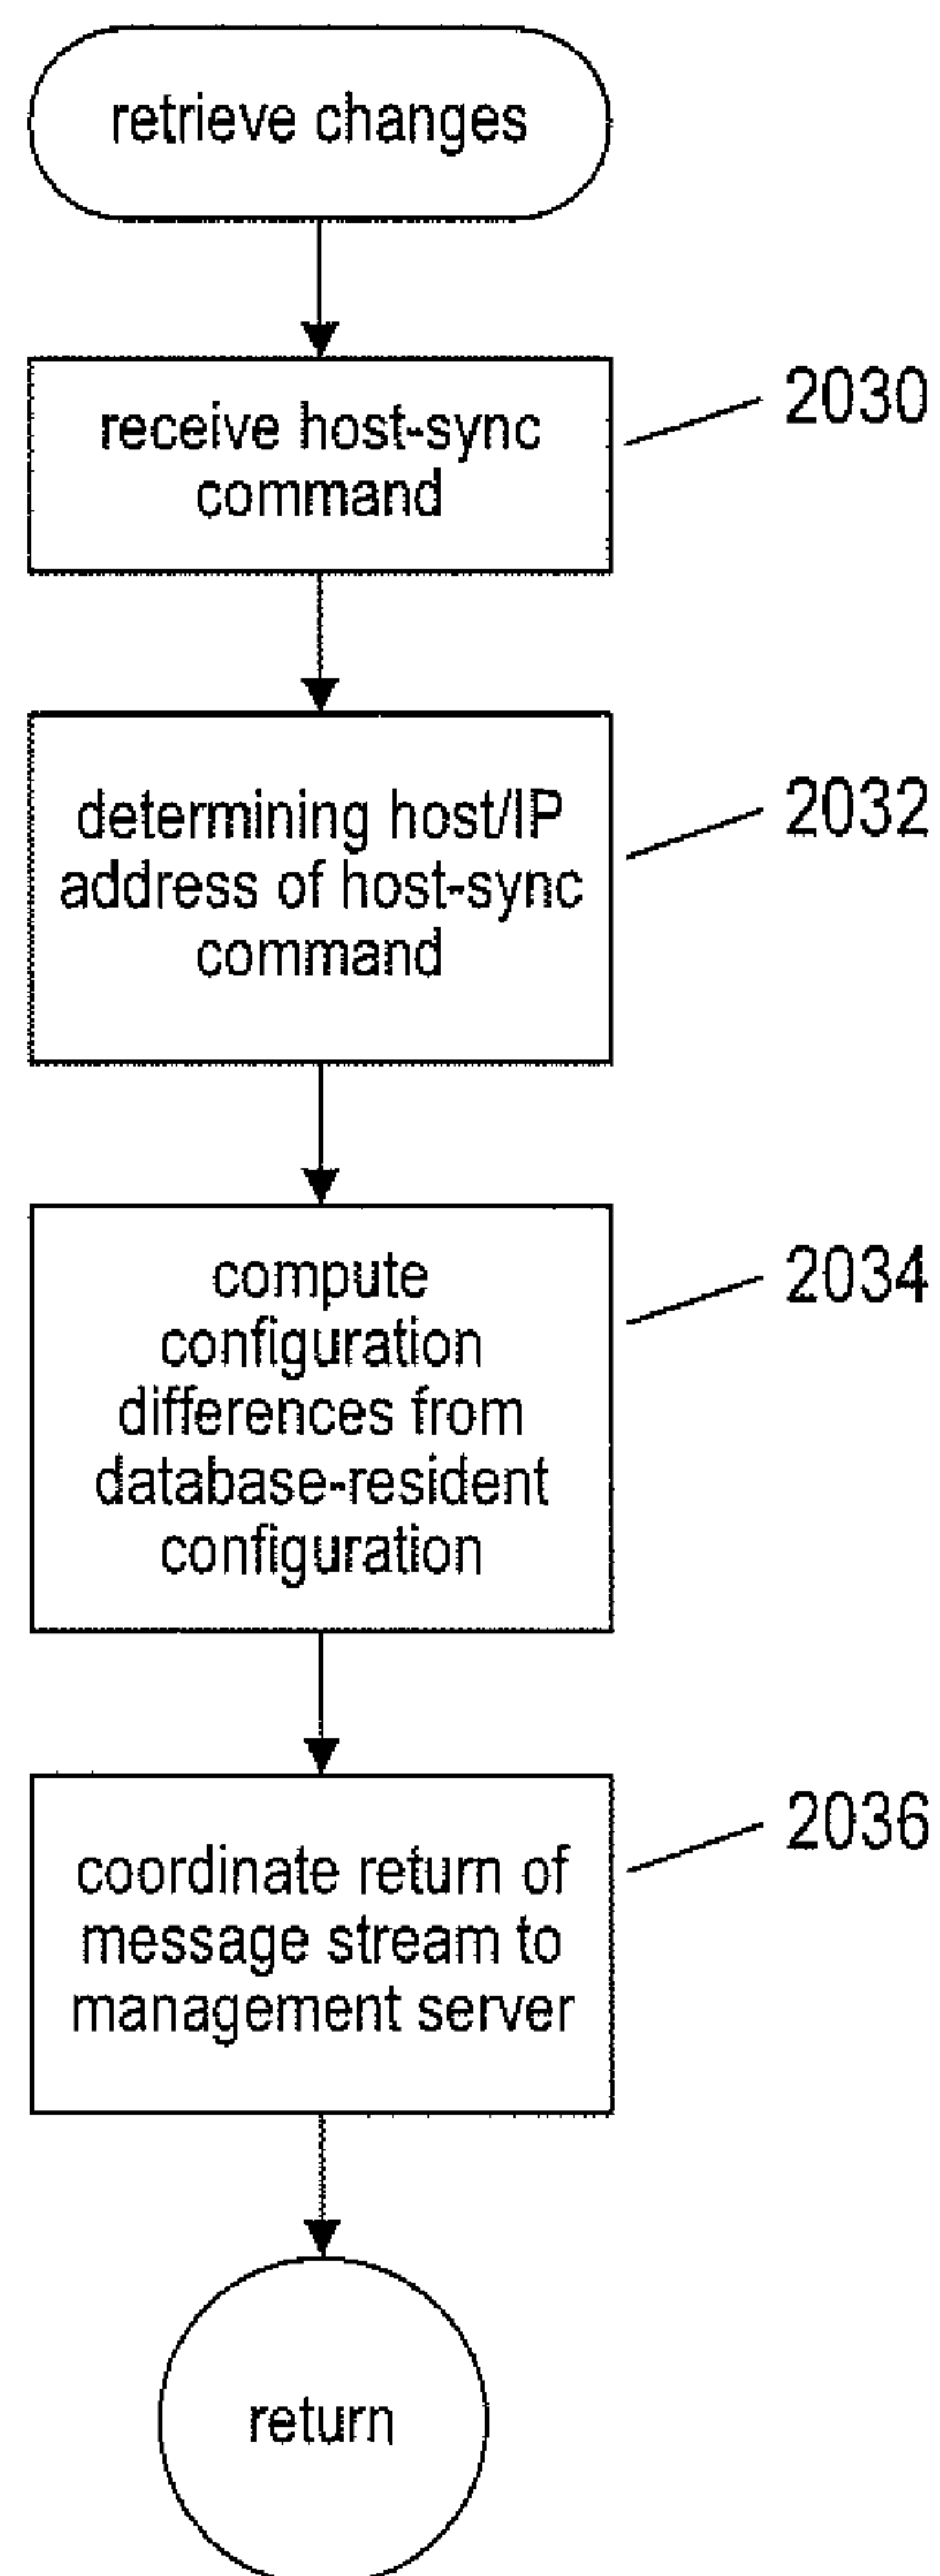 retrieve changes
receive host-sync
command
2030
determining host/IP
address of host-sync
command
2032
compute
configuration
differences from
database-resident
configuration
2034
coordinate return of
message stream to
management server
2036
return